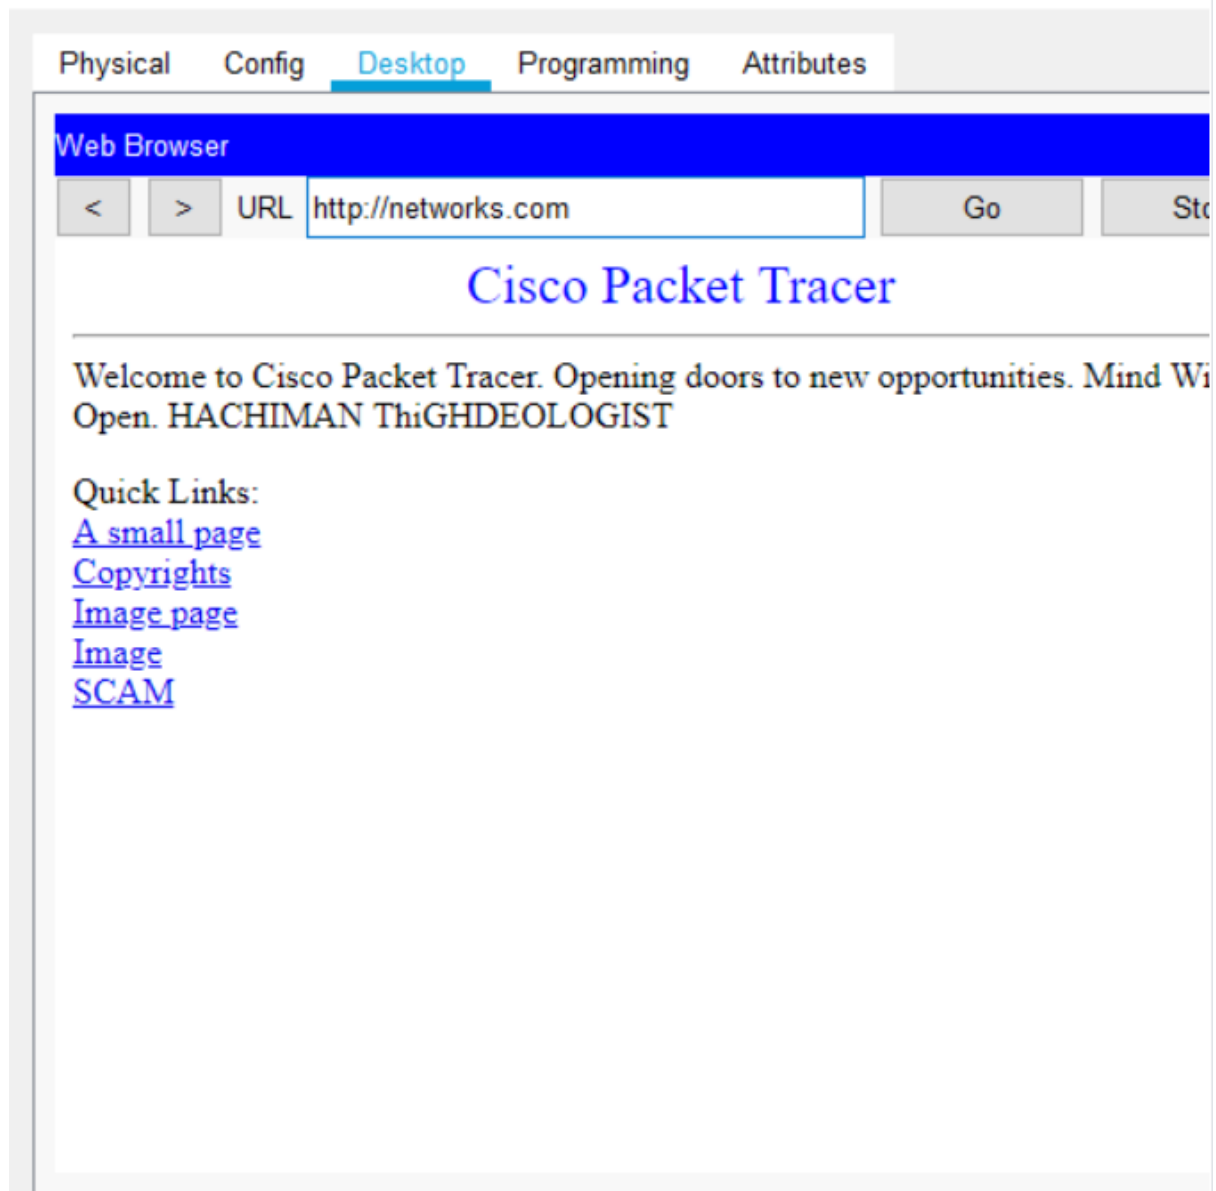 Physical Config Desktop Programming Attributes
Web Browser
< > URL http://networks.com Go
Cisco Packet Tracer
Welcome to Cisco Packet Tracer. Opening doors to new opportunities. Mind
Open. HACHIMAN ThiGHDEOLOGIST
Quick Links:
A small page
Copyrights
Image page
Image
SCAM